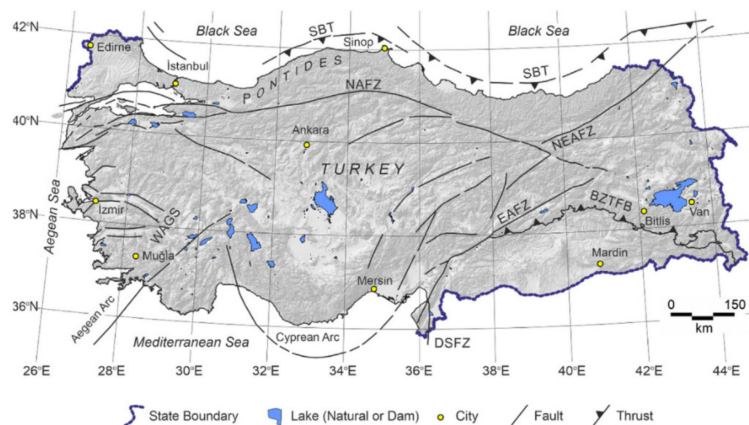 42°N
Black Sea
SBT
Black Sea
Edirne
Sinop
İstanbul
SBT
PONTIDES
NAFZ
40°N
Ankara
NEAFZ
TURKEY
Aegean Sea
BZTFB
38°N
İzmir
EAFZ
Van
Bitlis
WAGS
Muğla
Mardin
Mersin
36°N
Aegean Arc
0 150
km
Mediterranean Sea
Cyprean Arc
DSFZ
26°E 28°E 30°E 32°E 34°E 36°E 38°E 40°E 42°E 44°E
State Boundary Lake (Natural or Dam) City Fault Thrust